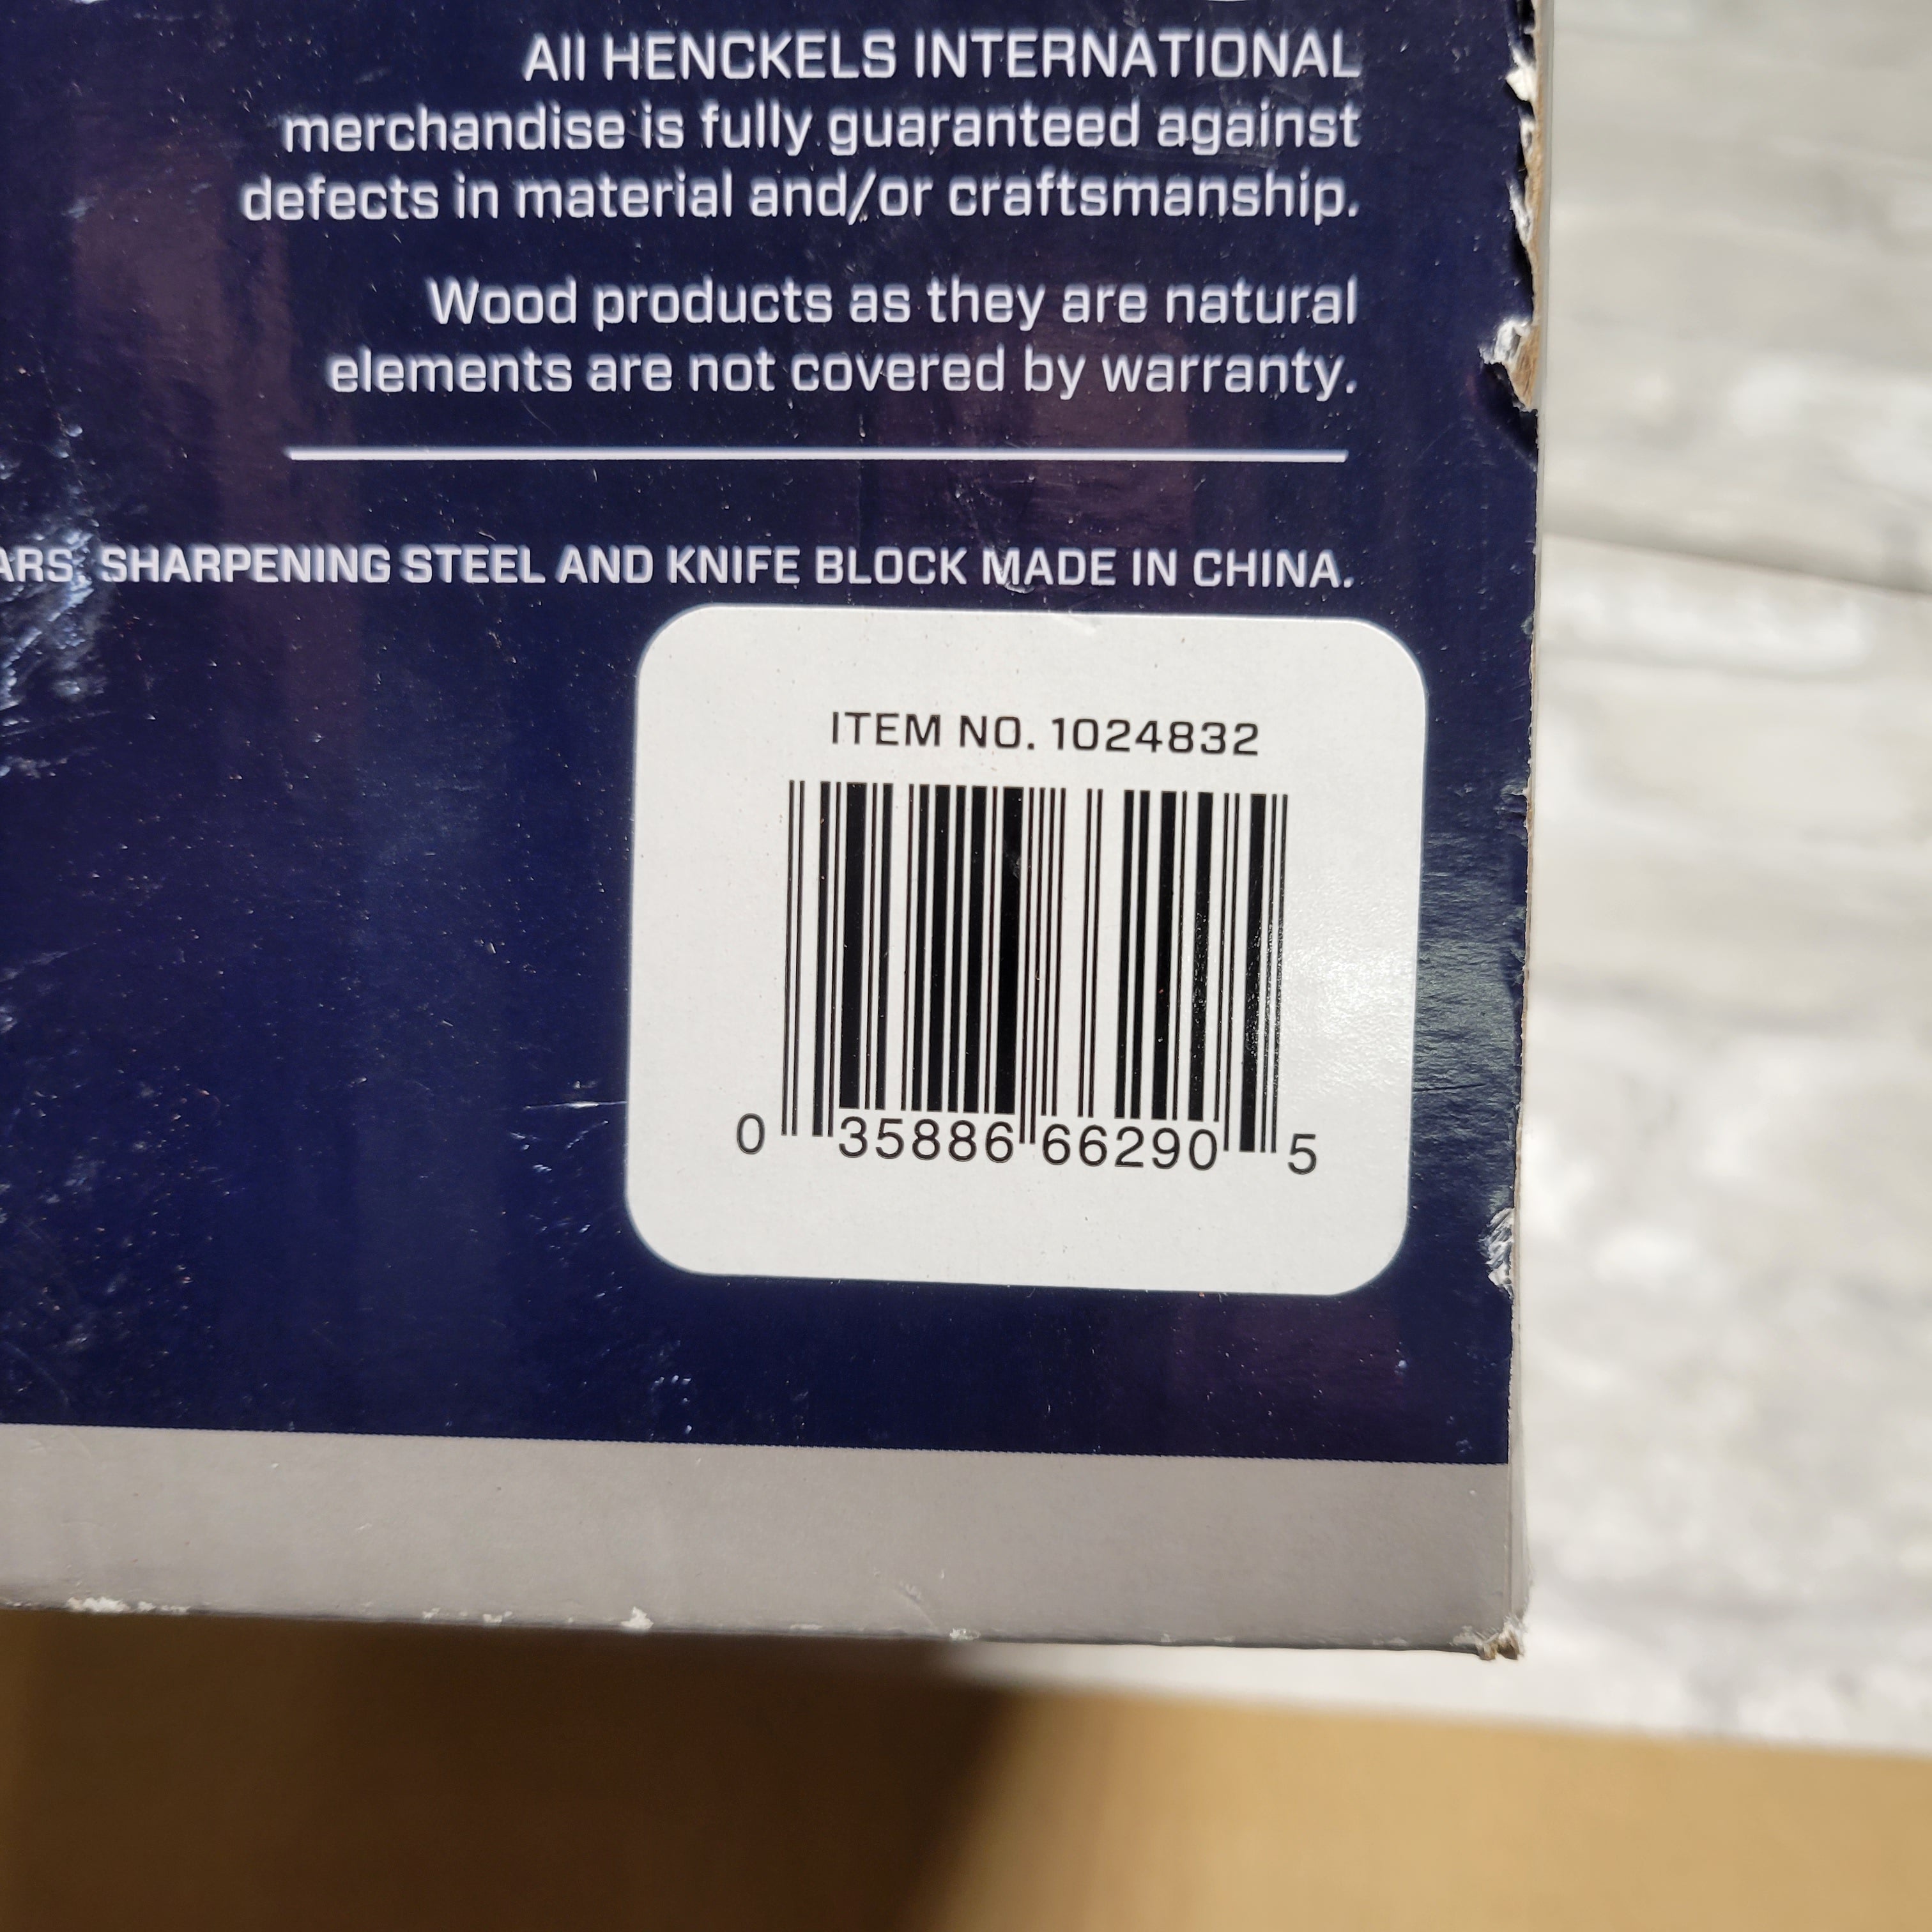 All HENCKELS INTERNATIONAL
merchandise is fully guaranteed against
defects in material and/or craftsmanship.
Wood products as they are natural
elements are not covered by warranty.
ARS, SHARPENING STEEL AND KNIFE BLOCK MADE IN CHINA.
ITEM NO. 1024832
0 35886 66290 5